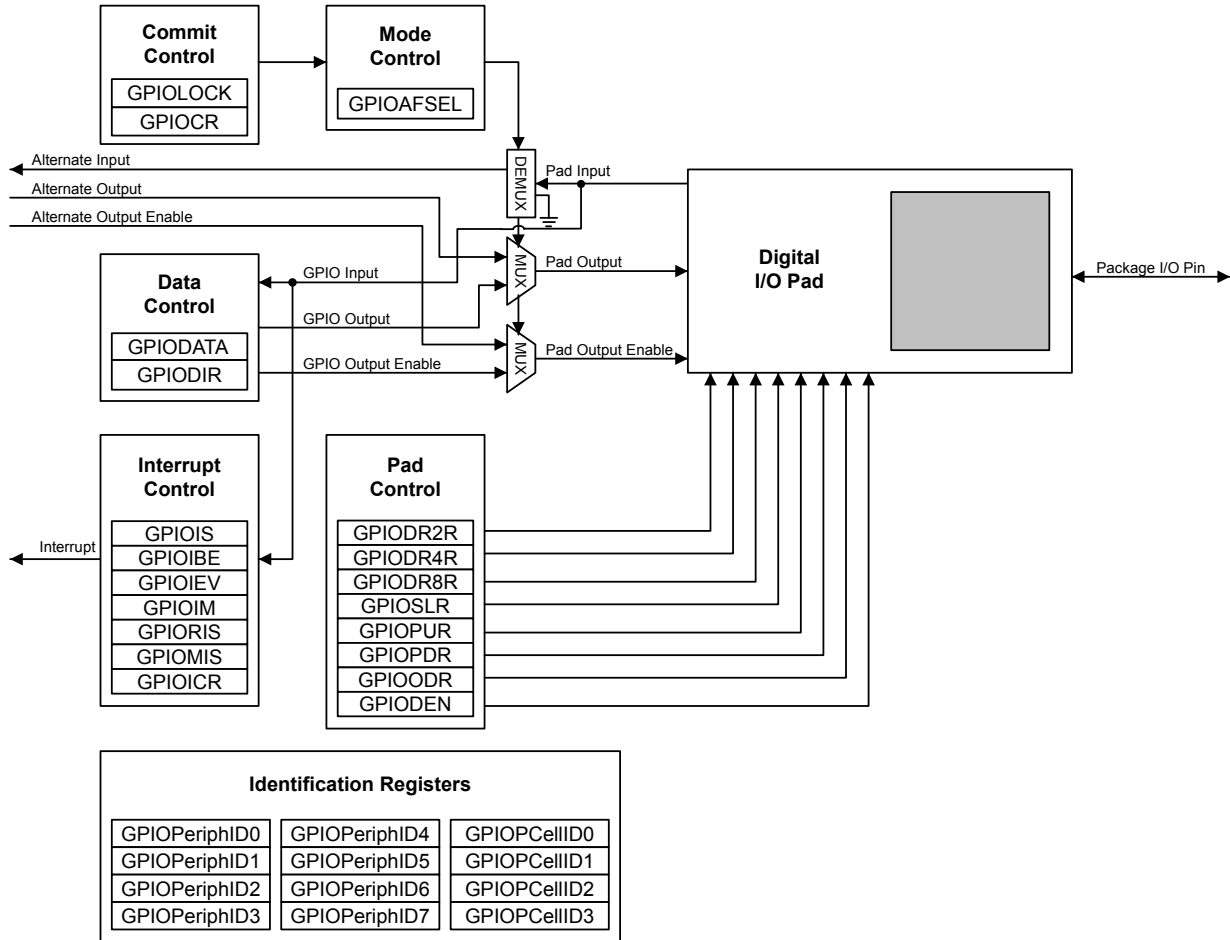 Commit
Control
GPIOLOCK
GPIOCR
Mode
Control
GPIOAFSEL
Alternate Input
Alternate Output
Alternate Output Enable
DEMUX
Pad Input
MUX
Pad Output
MUX
Pad Output Enable
Digital
I/O Pad
Package I/O Pin
Data
Control
GPIODATA
GPIODIR
GPIO Input
GPIO Output
GPIO Output Enable
Interrupt
Control
GPIOIS
GPIOIBE
GPIOIEV
GPIOIM
GPIORIS
GPIOMIS
GPIOICR
Interrupt
Pad
Control
GPIODR2R
GPIODR4R
GPIODR8R
GPIOSLR
GPIOPUR
GPIOPDR
GPIOODR
GPIODEN
Identification Registers
GPIOPeriphID0
GPIOPeriphID1
GPIOPeriphID2
GPIOPeriphID3
GPIOPeriphID4
GPIOPeriphID5
GPIOPeriphID6
GPIOPeriphID7
GPIOPCellID0
GPIOPCellID1
GPIOPCellID2
GPIOPCellID3